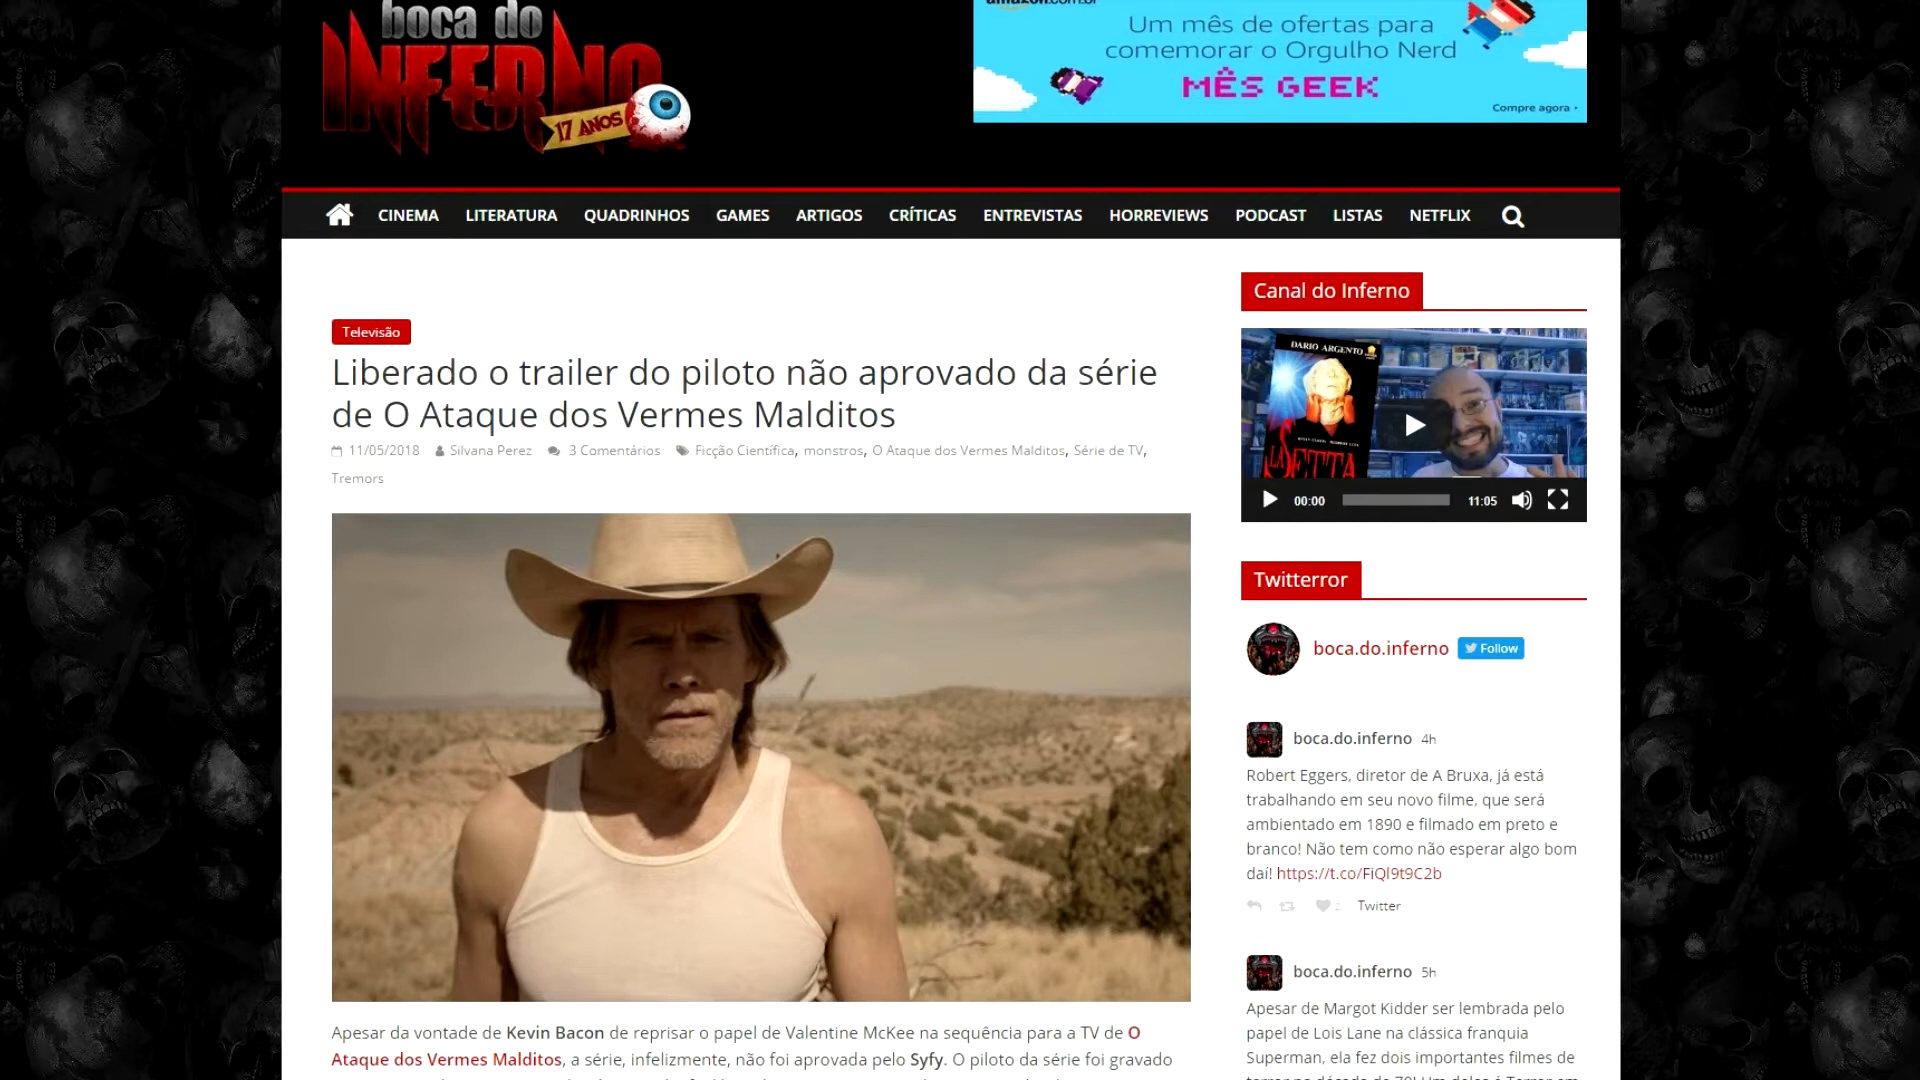 boca do
INFERNO
17 ANOS
amazon.com.br
Um mês de ofertas para
comemorar o Orgulho Nerd
MÊS GEEK
Compre agora
CINEMA LITERATURA QUADRINHOS GAMES ARTIGOS CRÍTICAS ENTREVISTAS HORREVIEWS PODCAST LISTAS NETFLIX
Televisão
Liberado o trailer do piloto não aprovado da série
de O Ataque dos Vermes Malditos
11/05/2018 Silvana Perez 3 Comentários Ficção Científica, monstros, O Ataque dos Vermes Malditos, Série de TV,
Tremors
Apesar da vontade de Kevin Bacon de reprisar o papel de Valentine McKee na sequência para a TV de O
Ataque dos Vermes Malditos, a série, infelizmente, não foi aprovada pelo Syfy. O piloto da série foi gravado
Canal do Inferno
DARIO ARGENTO
00:00 11:05
Twitterror
boca.do.inferno Follow
boca.do.inferno 4h
Robert Eggers, diretor de A Bruxa, já está
trabalhando em seu novo filme, que será
ambientado em 1890 e filmado em preto e
branco! Não tem como não esperar algo bom
daí! https://t.co/FiQl9t9C2b
2 Twitter
boca.do.inferno 5h
Apesar de Margot Kidder ser lembrada pelo
papel de Lois Lane na clássica franquia
Superman, ela fez dois importantes filmes de